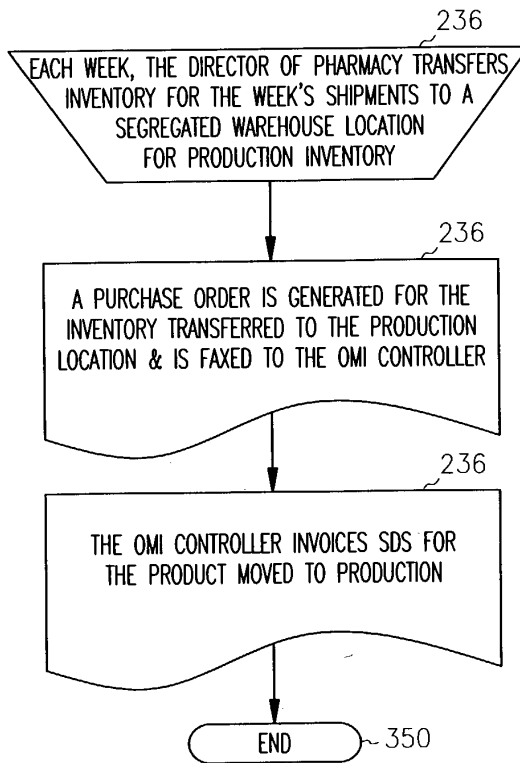 236
EACH WEEK, THE DIRECTOR OF PHARMACY TRANSFERS
INVENTORY FOR THE WEEK'S SHIPMENTS TO A
SEGREGATED WAREHOUSE LOCATION
FOR PRODUCTION INVENTORY
236
A PURCHASE ORDER IS GENERATED FOR THE
INVENTORY TRANSFERRED TO THE PRODUCTION
LOCATION & IS FAXED TO THE OMI CONTROLLER
236
THE OMI CONTROLLER INVOICES SDS FOR
THE PRODUCT MOVED TO PRODUCTION
END 350